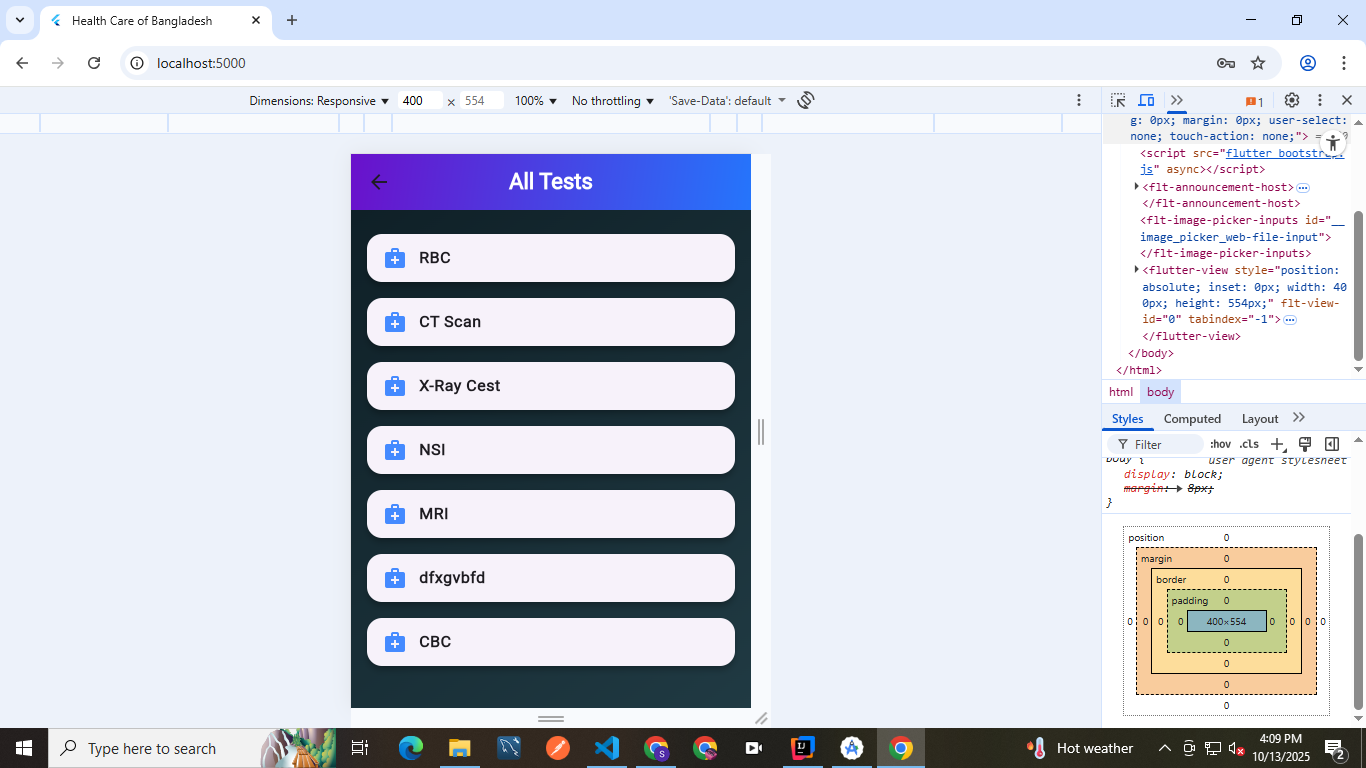 Health Care of Bangladesh
localhost:5000
Dimensions: Responsive 400 × 554 100% No throttling 'Save-Data': default
1
All Tests
RBC
CT Scan
X-Ray Cest
NSI
MRI
dfxgvbfd
CBC
g: 0px; margin: 0px; user-select:
none; touch-action: none;">
<script src="flutter_bootstrap.
js" async></script>
<flt-announcement-host>
</flt-announcement-host>
<flt-image-picker-inputs id="__
image_picker_web-file-input">
</flt-image-picker-inputs>
<flutter-view style="position:
absolute; inset: 0px; width: 40
0px; height: 554px;" flt-view-
id="0" tabindex="-1">
</flutter-view>
</body>
</html>
html body
Styles Computed Layout
Filter :hov .cls
body { user agent stylesheet
display: block;
margin: 8px;
}
position 0
margin 0
border 0
padding 0
0 0 0 0 400×554 0 0 0 0
0
0
0
0
Type here to search
Hot weather
4:09 PM
10/13/2025
2